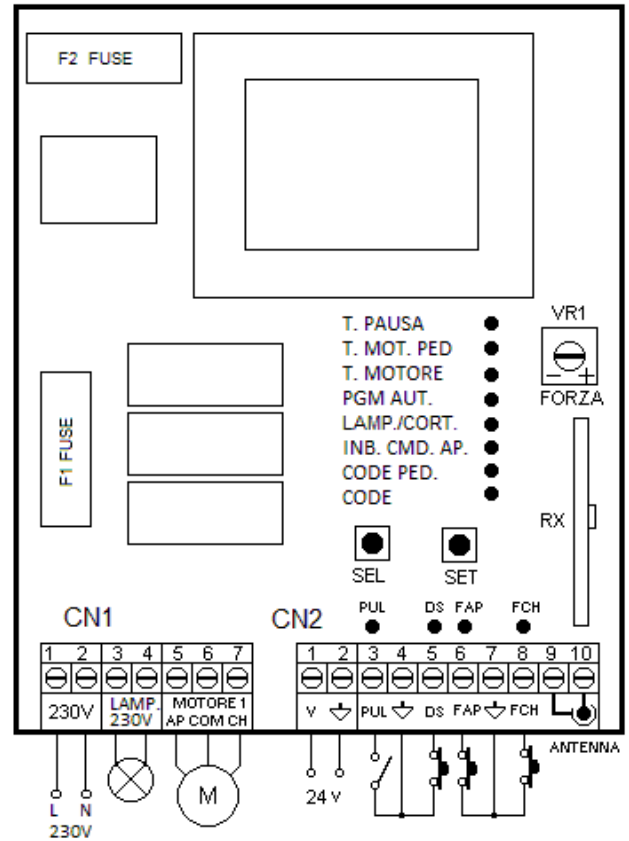 F2 FUSE
VR1
T. PAUSA
T. MOT. PED
T. MOTORE
PGM AUT.
LAMP./CORT.
INB. CMD. AP.
CODE PED.
CODE
- +
FORZA
F1 FUSE
RX
SEL
SET
CN1
CN2
PUL DS FAP FCH
1 2 3 4 5 6 7
1 2 3 4 5 6 7 8 9 10
230V
LAMP.
230V
MOTORE 1
AP COM CH
V PUL DS FAP FCH
ANTENNA
M
L N
230V
24 V